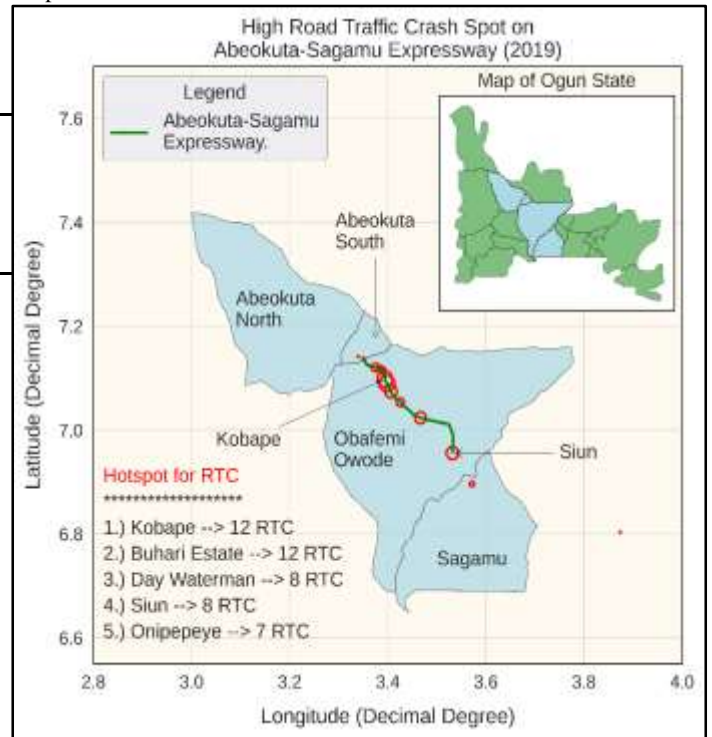 High Road Traffic Crash Spot on
Abeokuta-Sagamu Expressway (2019)
Legend
Abeokuta-Sagamu
Expressway.
Map of Ogun State
Abeokuta
South
Abeokuta
North
Kobape
Obafemi
Owode
Siun
Sagamu
Hotspot for RTC
*******************
1.) Kobape --> 12 RTC
2.) Buhari Estate --> 12 RTC
3.) Day Waterman --> 8 RTC
4.) Siun --> 8 RTC
5.) Onipepeye --> 7 RTC
Latitude (Decimal Degree)
7.6
7.4
7.2
7.0
6.8
6.6
2.8 3.0 3.2 3.4 3.6 3.8 4.0
Longitude (Decimal Degree)